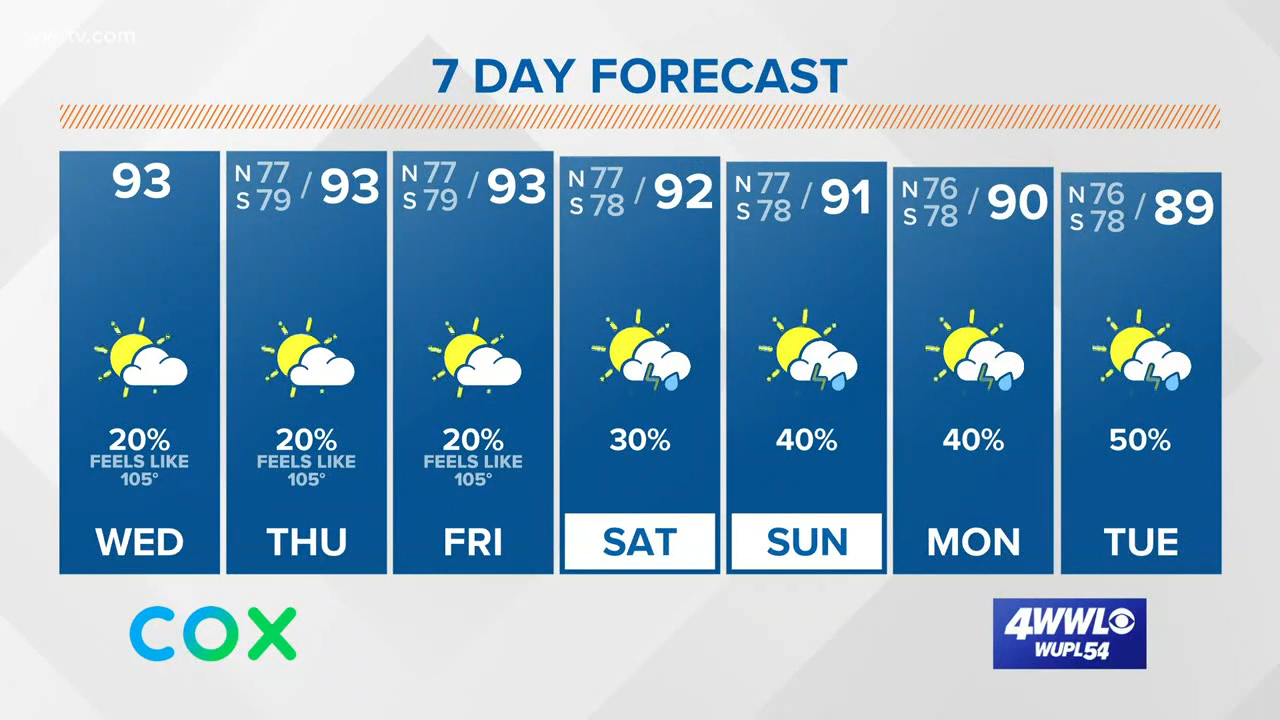 wwltv.com
7 DAY FORECAST
93
20%
FEELS LIKE
105°
WED
N 77
S 79 / 93
20%
FEELS LIKE
105°
THU
N 77
S 79 / 93
20%
FEELS LIKE
105°
FRI
N 77
S 78 / 92
30%
SAT
N 77
S 78 / 91
40%
SUN
N 76
S 78 / 90
40%
MON
N 76
S 78 / 89
50%
TUE
COX
4WWL
WUPL54